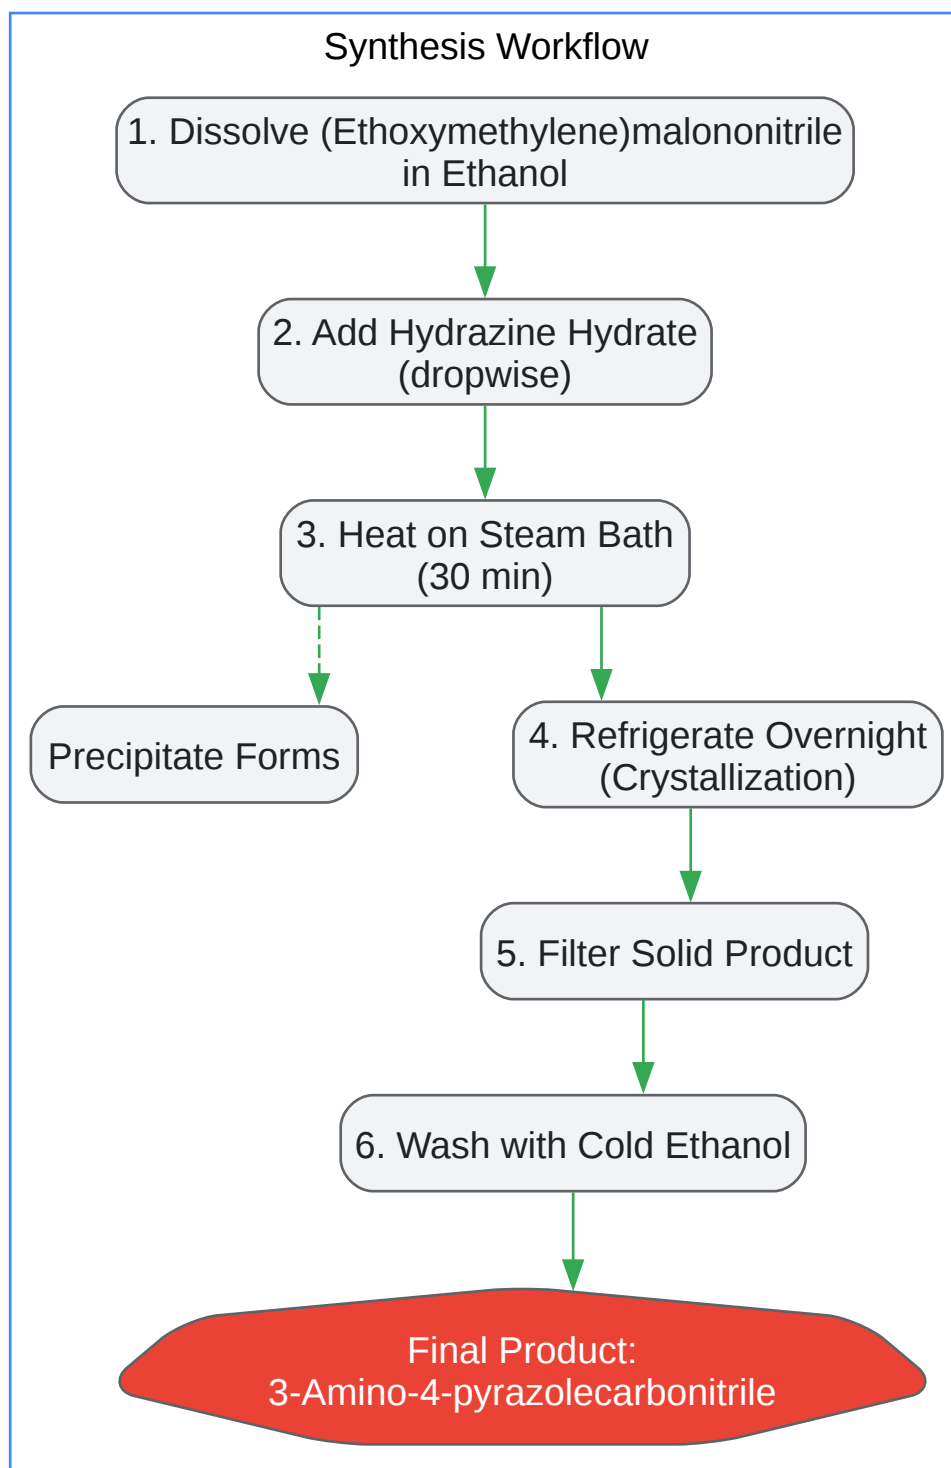 Synthesis Workflow
1. Dissolve (Ethoxymethylene)malononitrile
in Ethanol
2. Add Hydrazine Hydrate
(dropwise)
3. Heat on Steam Bath
(30 min)
Precipitate Forms
4. Refrigerate Overnight
(Crystallization)
5. Filter Solid Product
6. Wash with Cold Ethanol
Final Product:
3-Amino-4-pyrazolecarbonitrile